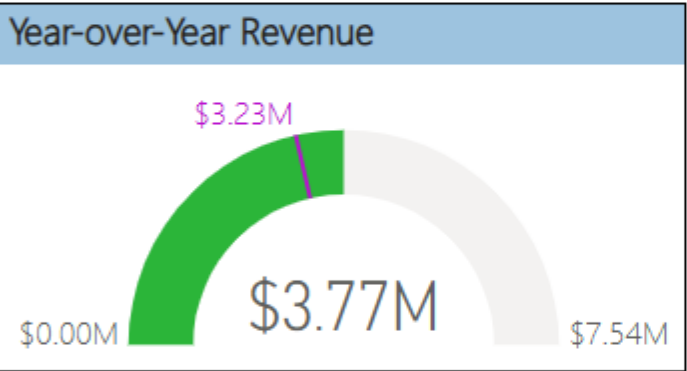 Year-over-Year Revenue
$3.23M
$3.77M
$0.00M
$7.54M